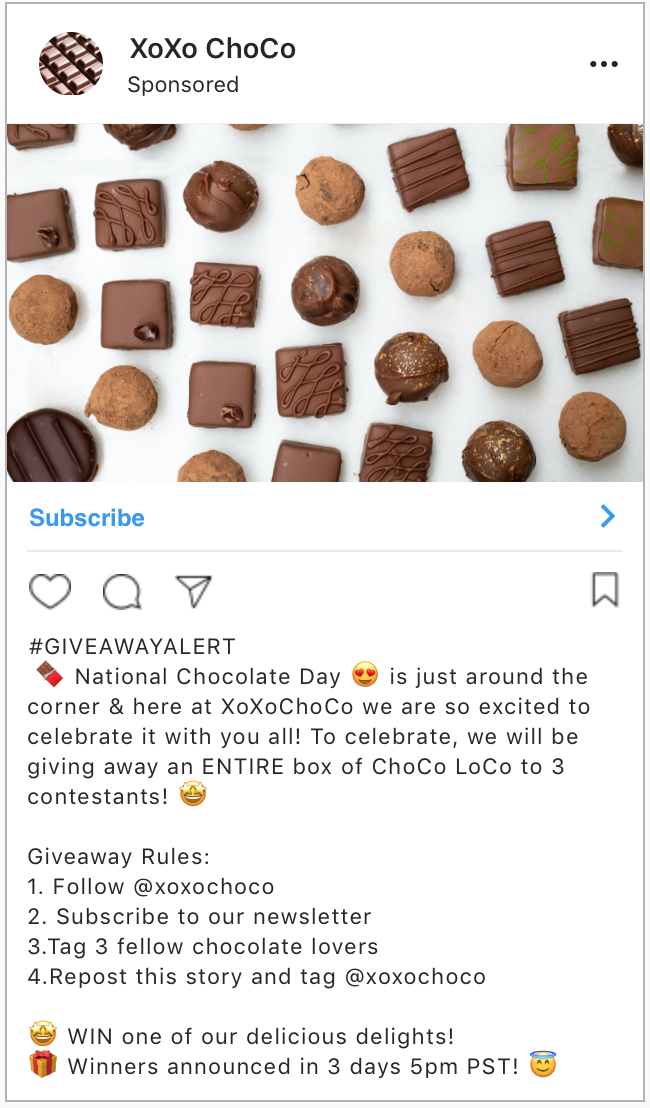 XoXo ChoCo
Sponsored
Subscribe
#GIVEAWAYALERT
🍫 National Chocolate Day 😍 is just around the
corner & here at XoXoChoCo we are so excited to
celebrate it with you all! To celebrate, we will be
giving away an ENTIRE box of ChoCo LoCo to 3
contestants! 🤩
Giveaway Rules:
1. Follow @xoxochoco
2. Subscribe to our newsletter
3.Tag 3 fellow chocolate lovers
4.Repost this story and tag @xoxochoco
🤩 WIN one of our delicious delights!
🎁 Winners announced in 3 days 5pm PST! 😇